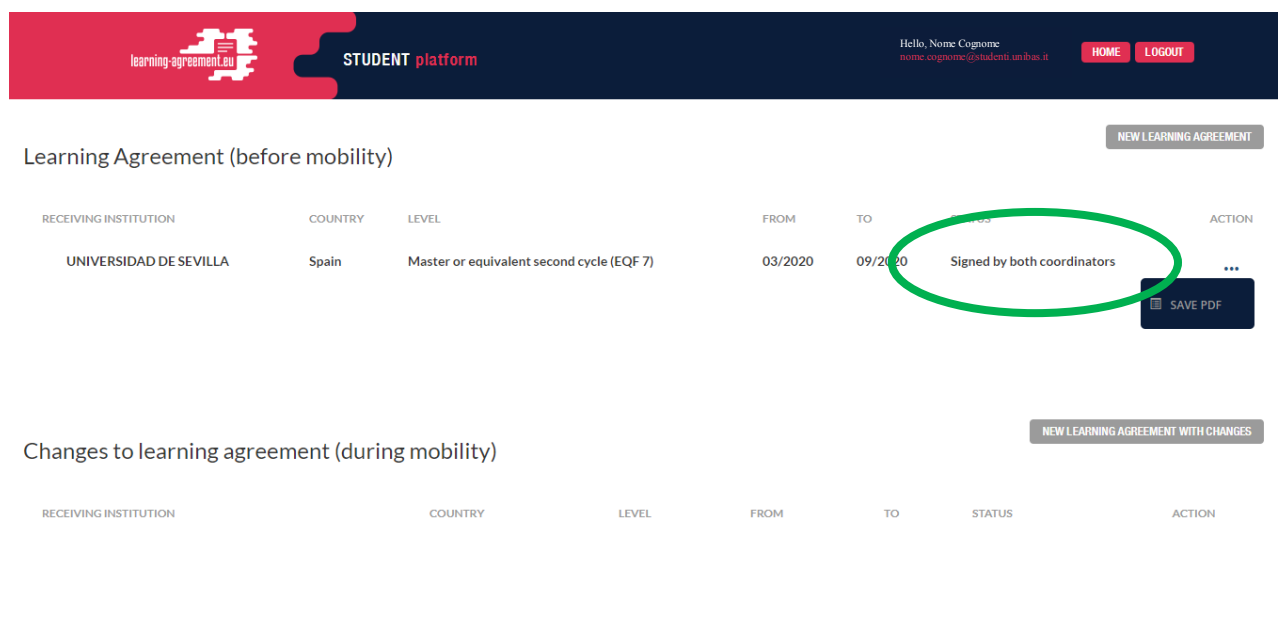 learning-agreement.eu
STUDENT platform
Hello, Nome Cognome
nome.cognome@studenti.unibas.it
HOME
LOGOUT
NEW LEARNING AGREEMENT
Learning Agreement (before mobility)
RECEIVING INSTITUTION COUNTRY LEVEL FROM TO STATUS ACTION
UNIVERSIDAD DE SEVILLA Spain Master or equivalent second cycle (EQF 7) 03/2020 09/2020 Signed by both coordinators ...
SAVE PDF
NEW LEARNING AGREEMENT WITH CHANGES
Changes to learning agreement (during mobility)
RECEIVING INSTITUTION COUNTRY LEVEL FROM TO STATUS ACTION